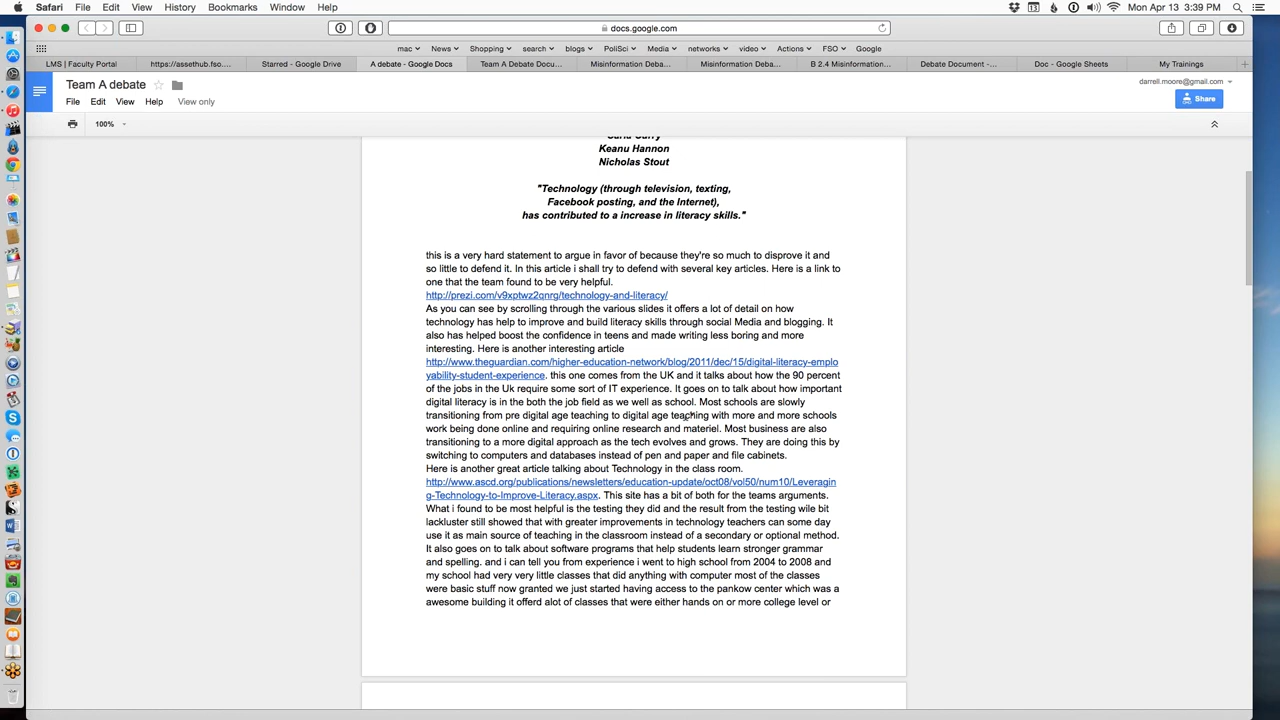 Safari File Edit View History Bookmarks Window Help Mon Apr 13 3:39 PM
docs.google.com
mac News Shopping search blogs PoliSci Media networks video Actions FSO Google
LMS | Faculty Portal https://assethub.fso.... Starred - Google Drive A debate - Google Docs Team A Debate Docu... Misinformation Deba... Misinformation Deba... B 2.4 Misinformation... Debate Document -... Doc - Google Sheets My Trainings
Team A debate
darrell.moore@gmail.com
File Edit View Help View only
Share
100%
Keanu Hannon
Nicholas Stout
"Technology (through television, texting,
Facebook posting, and the Internet),
has contributed to a increase in literacy skills."
this is a very hard statement to argue in favor of because they're so much to disprove it and
so little to defend it. In this article i shall try to defend with several key articles. Here is a link to
one that the team found to be very helpful.
http://prezi.com/v9xptwz2qnrg/technology-and-literacy/
As you can see by scrolling through the various slides it offers a lot of detail on how
technology has help to improve and build literacy skills through social Media and blogging. It
also has helped boost the confidence in teens and made writing less boring and more
interesting. Here is another interesting article
http://www.theguardian.com/higher-education-network/blog/2011/dec/15/digital-literacy-emplo
yability-student-experience. this one comes from the UK and it talks about how the 90 percent
of the jobs in the Uk require some sort of IT experience. It goes on to talk about how important
digital literacy is in the both the job field as we well as school. Most schools are slowly
transitioning from pre digital age teaching to digital age teaching with more and more schools
work being done online and requiring online research and materiel. Most business are also
transitioning to a more digital approach as the tech evolves and grows. They are doing this by
switching to computers and databases instead of pen and paper and file cabinets.
Here is another great article talking about Technology in the class room.
http://www.ascd.org/publications/newsletters/education-update/oct08/vol50/num10/Leveragin
g-Technology-to-Improve-Literacy.aspx. This site has a bit of both for the teams arguments.
What i found to be most helpful is the testing they did and the result from the testing wile bit
lackluster still showed that with greater improvements in technology teachers can some day
use it as main source of teaching in the classroom instead of a secondary or optional method.
It also goes on to talk about software programs that help students learn stronger grammar
and spelling. and i can tell you from experience i went to high school from 2004 to 2008 and
my school had very very little classes that did anything with computer most of the classes
were basic stuff now granted we just started having access to the pankow center which was a
awesome building it offerd alot of classes that were either hands on or more college level or